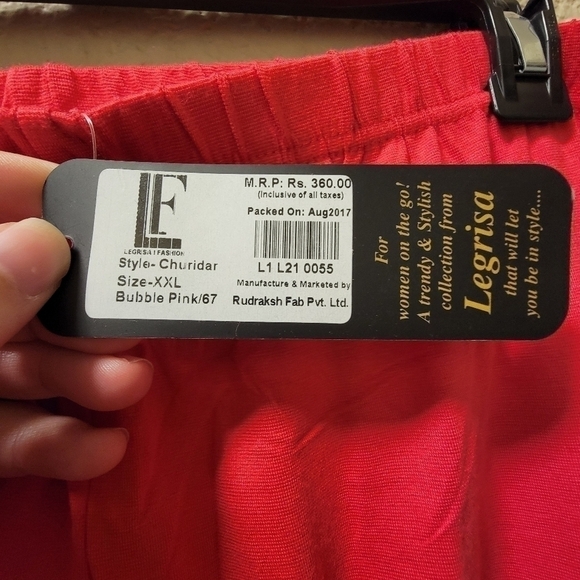 LF
LEGRISA | FASHION
Style- Churidar
Size-XXL
Bubble Pink/67
M.R.P: Rs. 360.00
(Inclusive of all taxes)
Packed On: Aug2017
L1 L21 0055
Manufacture & Marketed by
Rudraksh Fab Pvt. Ltd.
For
women on the go!
A trendy & Stylish
collection from
Legrisa
that will let
you be in style....